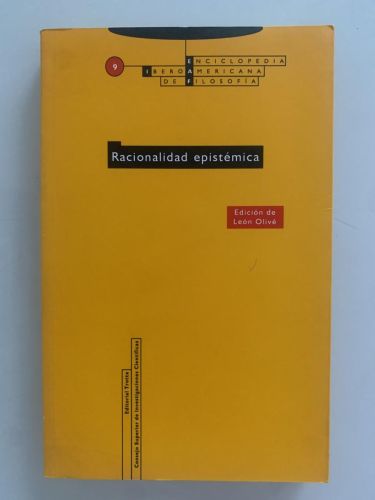 9
ENCICLOPEDIA
IBEROAMERICANA
DE FILOSOFÍA
Racionalidad epistémica
Edición de
León Olivé
Editorial Trotta
Consejo Superior de Investigaciones Científicas